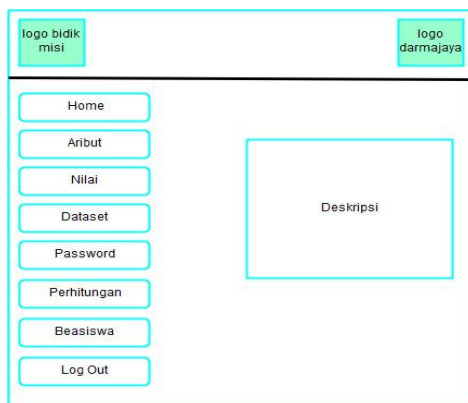 logo bidik
misi
logo
darmajaya
Home
Aribut
Nilai
Dataset
Password
Perhitungan
Beasiswa
Log Out
Deskripsi